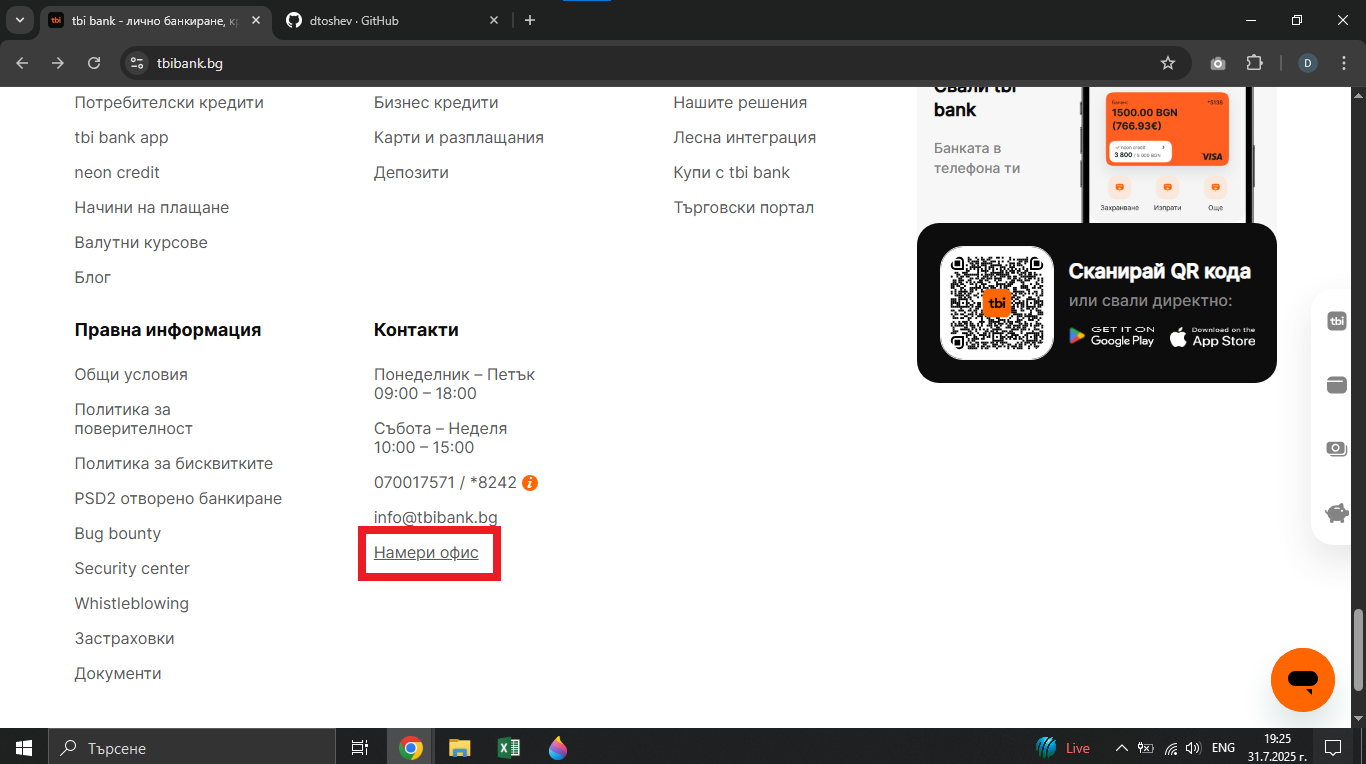 tbi bank - лично банкиране, к
dtoshev · GitHub
tbibank.bg
D
Потребителски кредити
tbi bank app
neon credit
Начини на плащане
Валутни курсове
Блог
Бизнес кредити
Карти и разплащания
Депозити
Нашите решения
Лесна интеграция
Купи с tbi bank
Търговски портал
Свали tbi
bank
Банката в
телефона ти
*5133
1500.00 BGN
(766.93€)
neon credit
3 800 / 5 000 BGN
VISA
Захранване
Изпрати
Още
tbi
Сканирай QR кода
или свали директно:
GET IT ON
Google Play
Download on the
App Store
Правна информация
Общи условия
Политика за
поверителност
Политика за бисквитките
PSD2 отворено банкиране
Bug bounty
Security center
Whistleblowing
Застраховки
Документи
Контакти
Понеделник – Петък
09:00 – 18:00
Събота – Неделя
10:00 – 15:00
070017571 / *8242 i
info@tbibank.bg
Намери офис
tbi
Търсене
Live
ENG
19:25
31.7.2025 г.